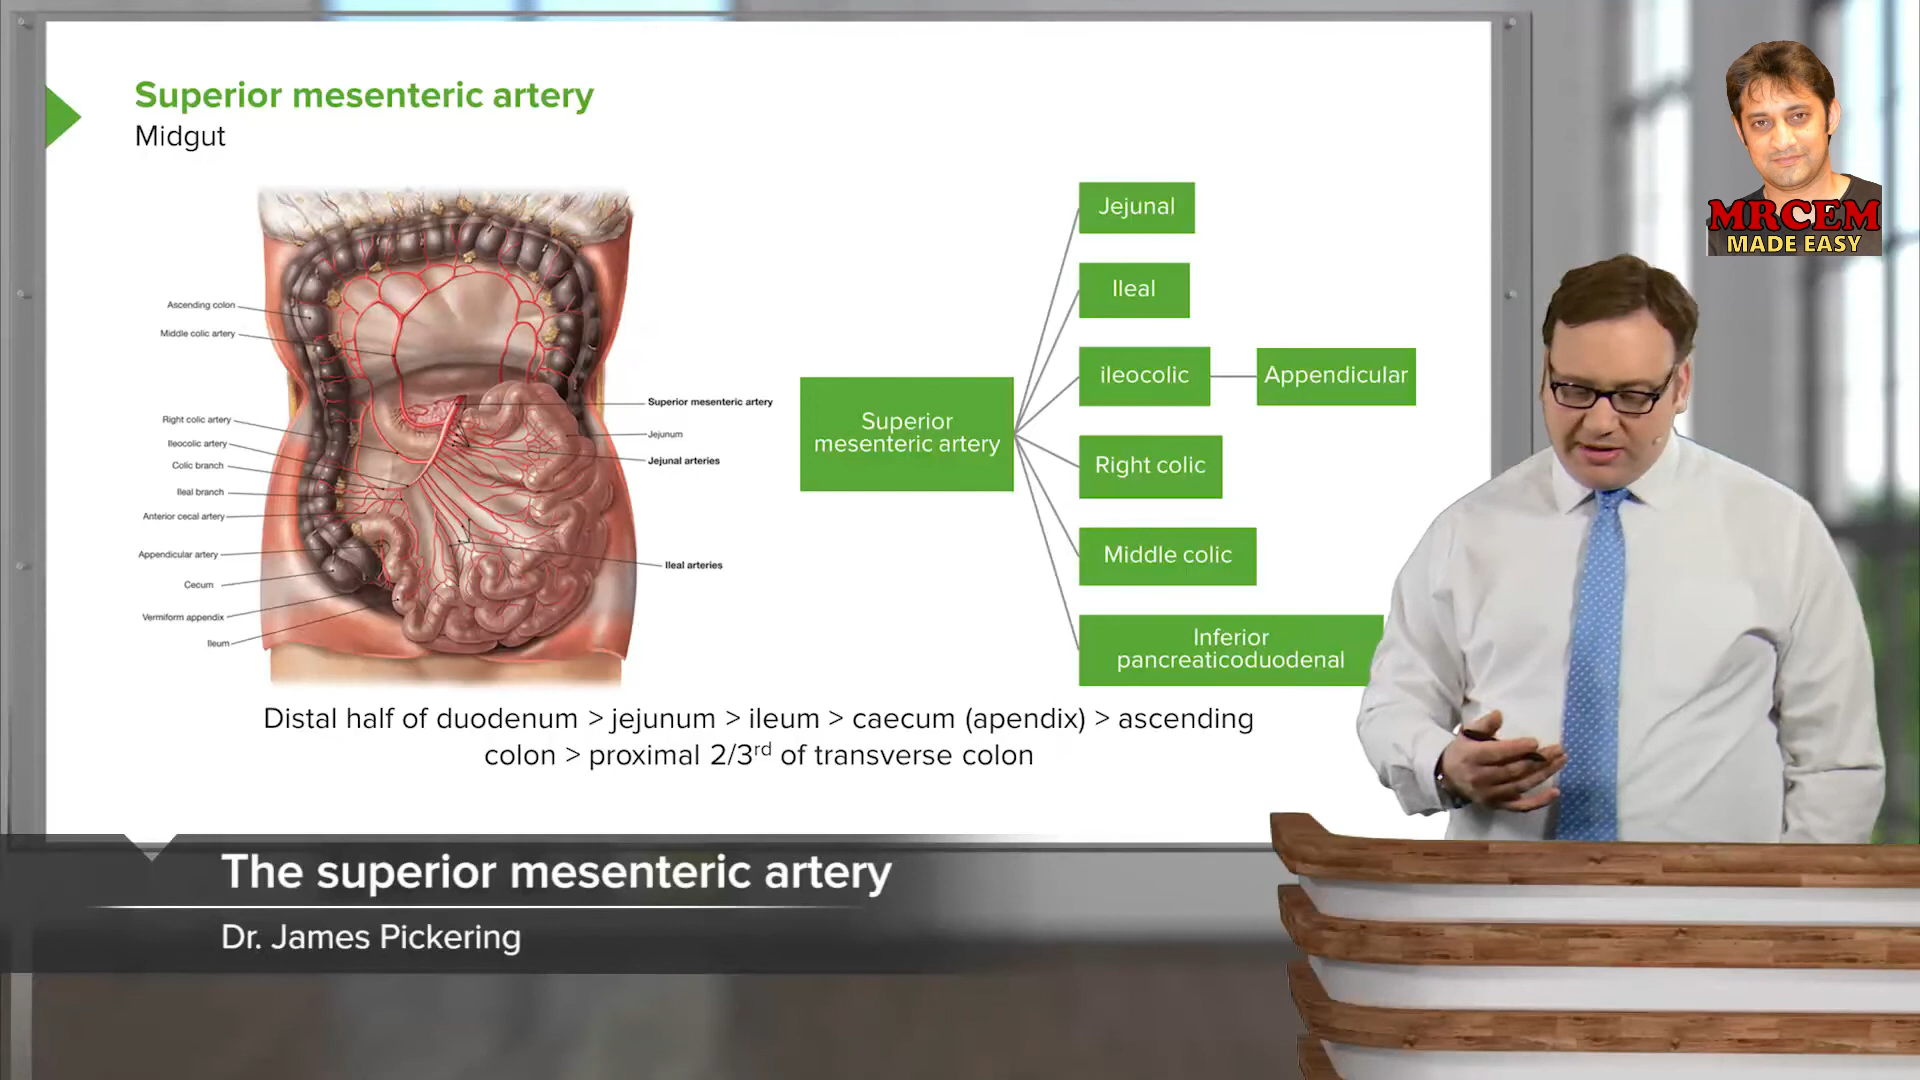 Superior mesenteric artery
Midgut
Ascending colon
Middle colic artery
Right colic artery
Ileocolic artery
Colic branch
Ileal branch
Anterior cecal artery
Appendicular artery
Cecum
Vermiform appendix
Ileum
Superior mesenteric artery
Jejunum
Jejunal arteries
Ileal arteries
Superior
mesenteric artery
Jejunal
Ileal
ileocolic
Appendicular
Right colic
Middle colic
Inferior
pancreaticoduodenal
Distal half of duodenum > jejunum > ileum > caecum (apendix) > ascending
colon > proximal 2/3rd of transverse colon
MRCEM
MADE EASY
The superior mesenteric artery
Dr. James Pickering